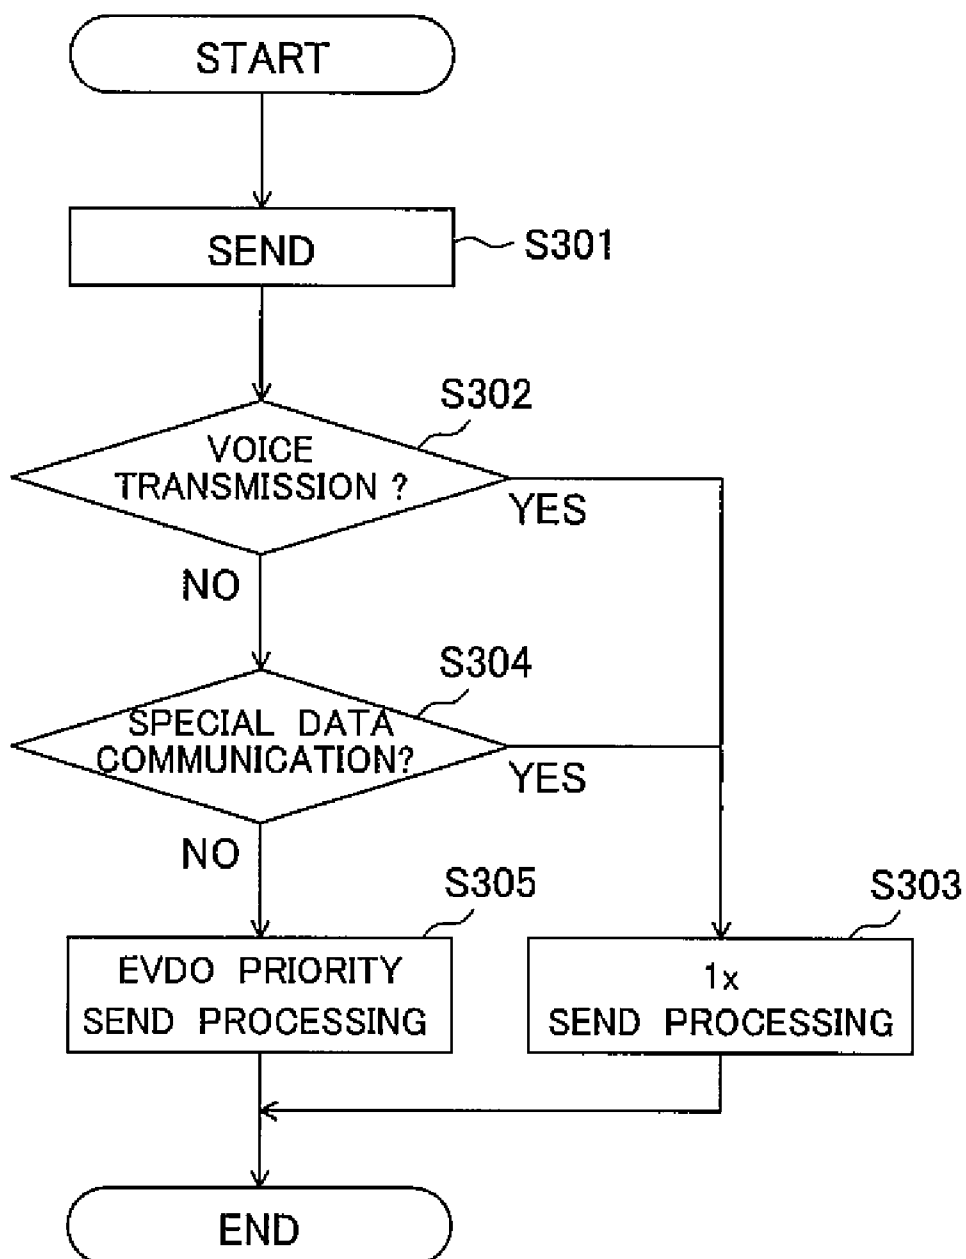 START
SEND
S301
S302
VOICE
TRANSMISSION ?
YES
NO
S304
SPECIAL DATA
COMMUNICATION?
YES
NO
S305
EVDO PRIORITY
SEND PROCESSING
S303
1x
SEND PROCESSING
END